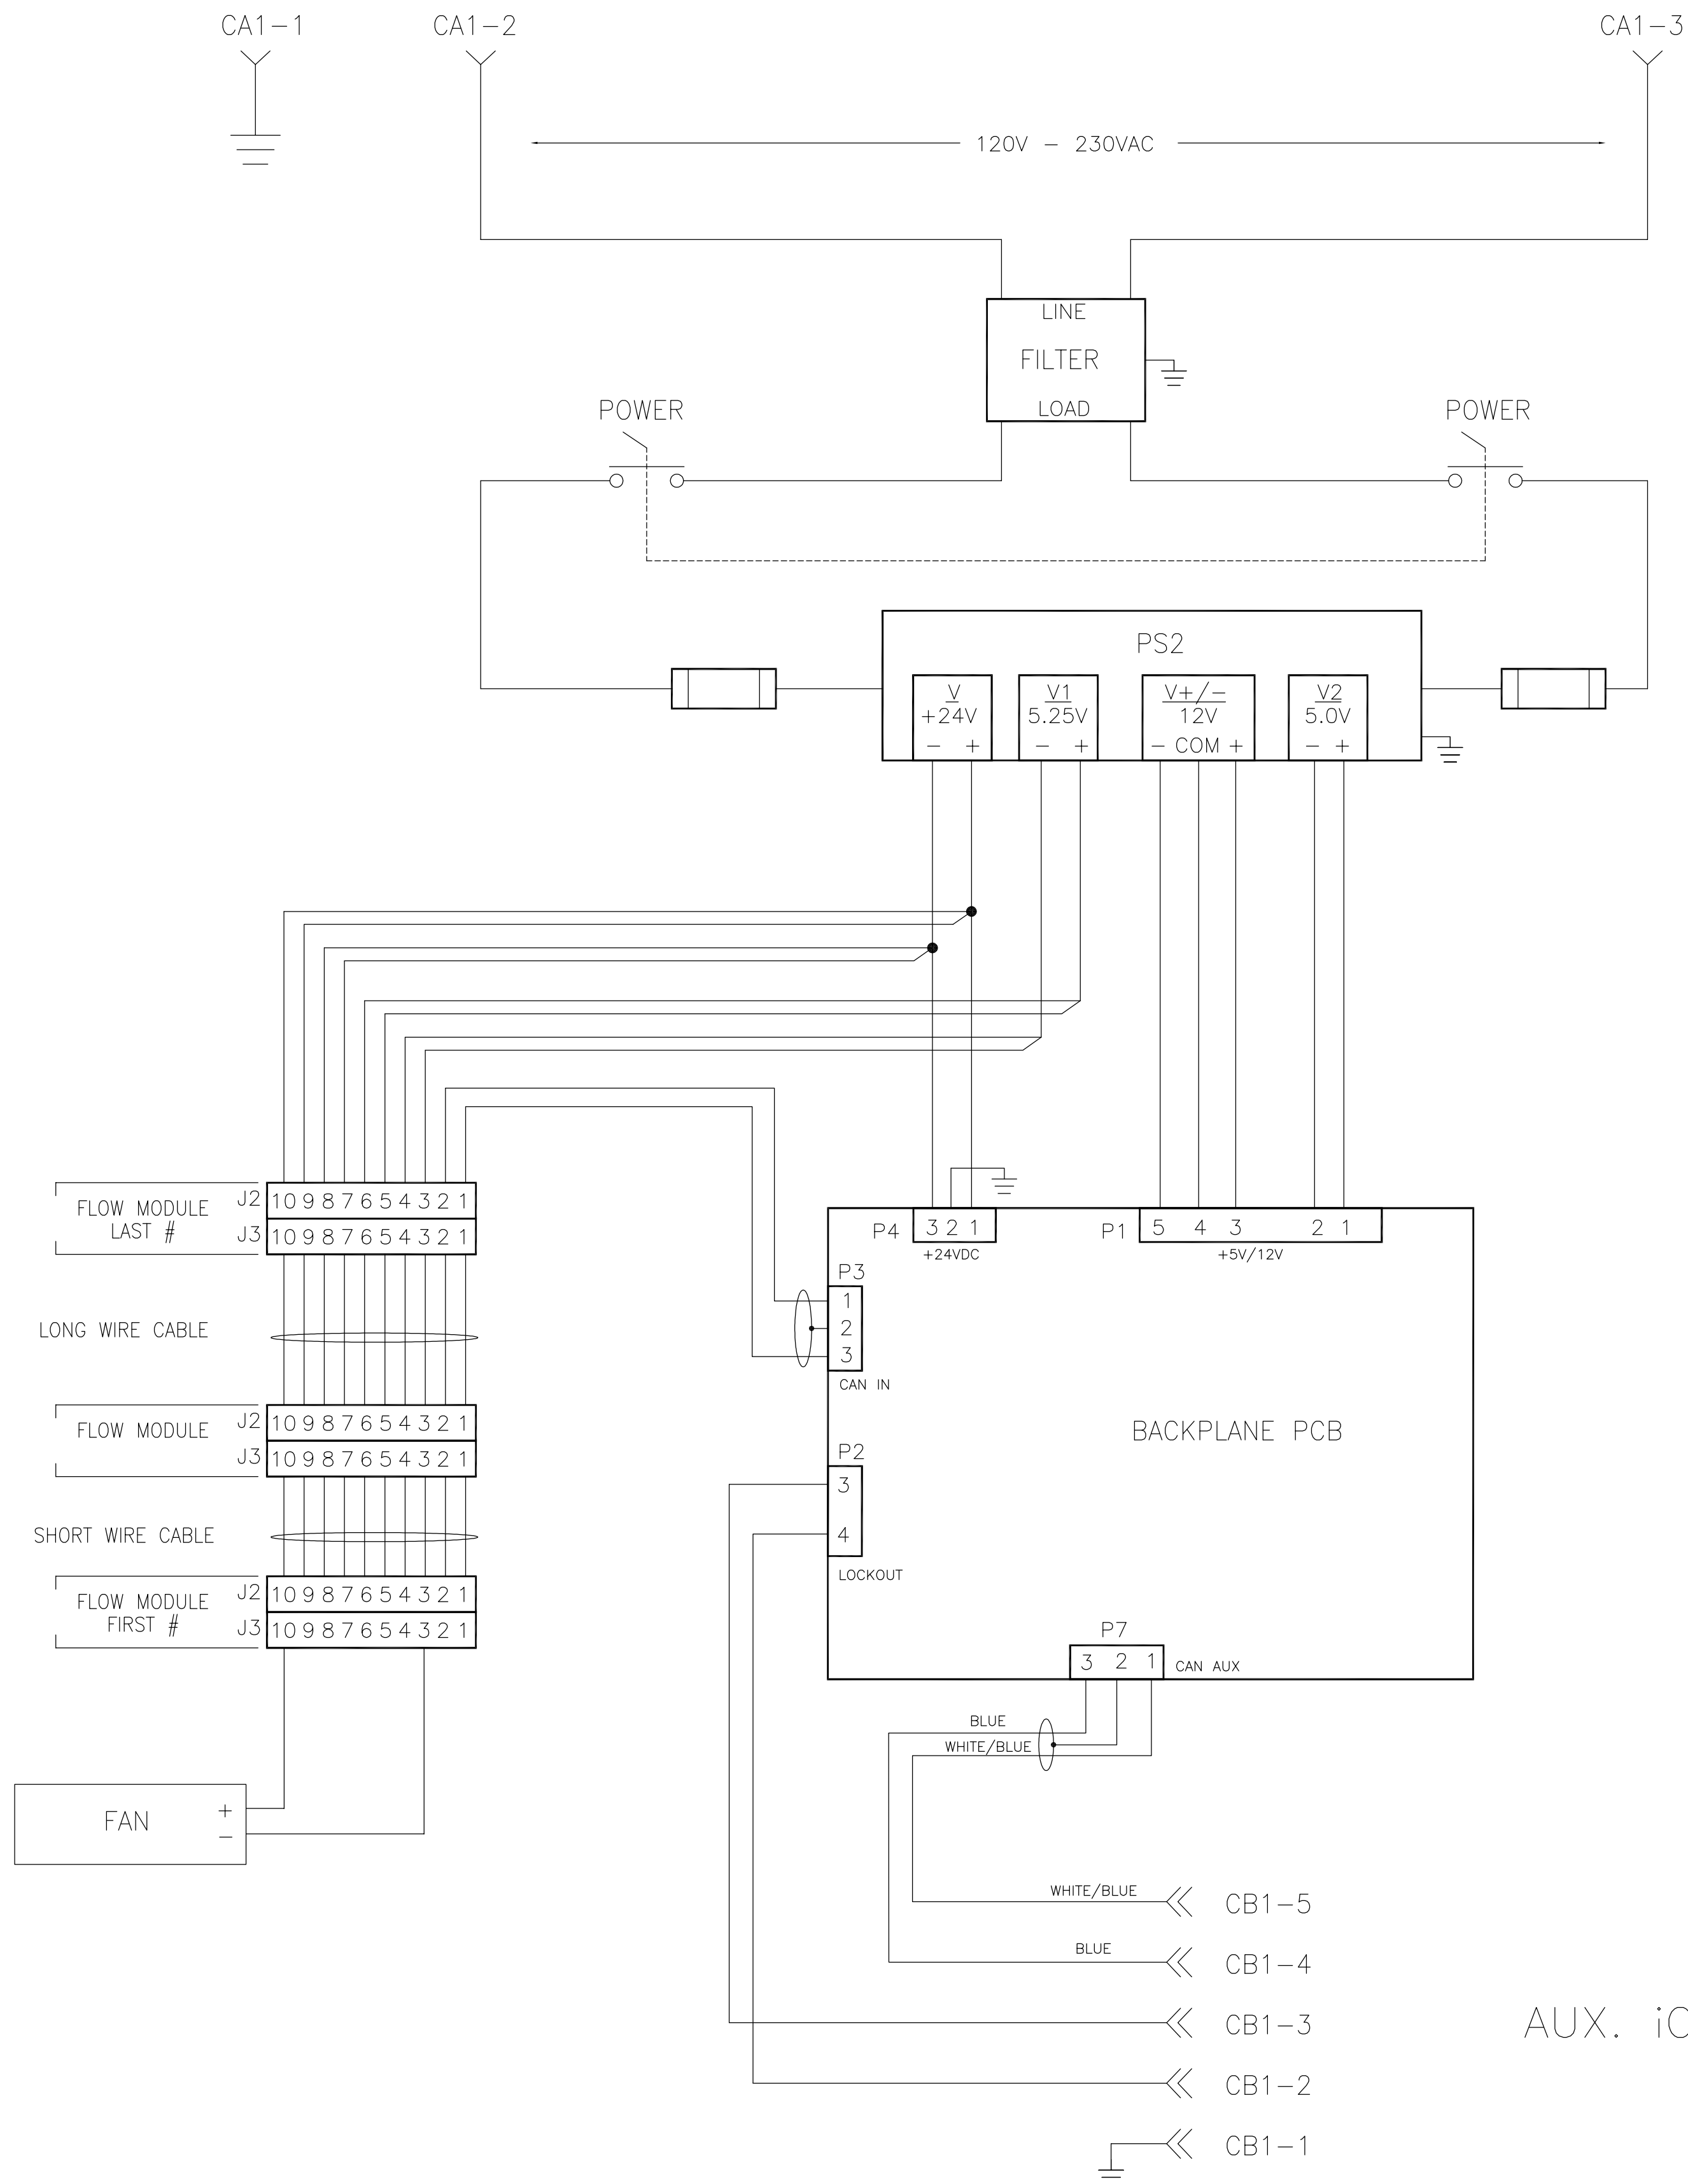 CA1-1 CA1-2 CA1-3
120V - 230VAC
LINE
FILTER
LOAD
POWER POWER
PS2
V V1 V+/- V2
+24V 5.25V 12V 5.0V
- + - + - COM + - +
FLOW MODULE
LAST #
J2 10 9 8 7 6 5 4 3 2 1
J3 10 9 8 7 6 5 4 3 2 1
LONG WIRE CABLE
FLOW MODULE
J2 10 9 8 7 6 5 4 3 2 1
J3 10 9 8 7 6 5 4 3 2 1
SHORT WIRE CABLE
FLOW MODULE
FIRST #
J2 10 9 8 7 6 5 4 3 2 1
J3 10 9 8 7 6 5 4 3 2 1
FAN
+
-
P4 3 2 1
+24VDC
P1 5 4 3 2 1
+5V/12V
P3
1
2
3
CAN IN
BACKPLANE PCB
P2
3
4
LOCKOUT
P7
3 2 1 CAN AUX
BLUE
WHITE/BLUE
WHITE/BLUE CB1-5
BLUE CB1-4
CB1-3
CB1-2
CB1-1
AUX.